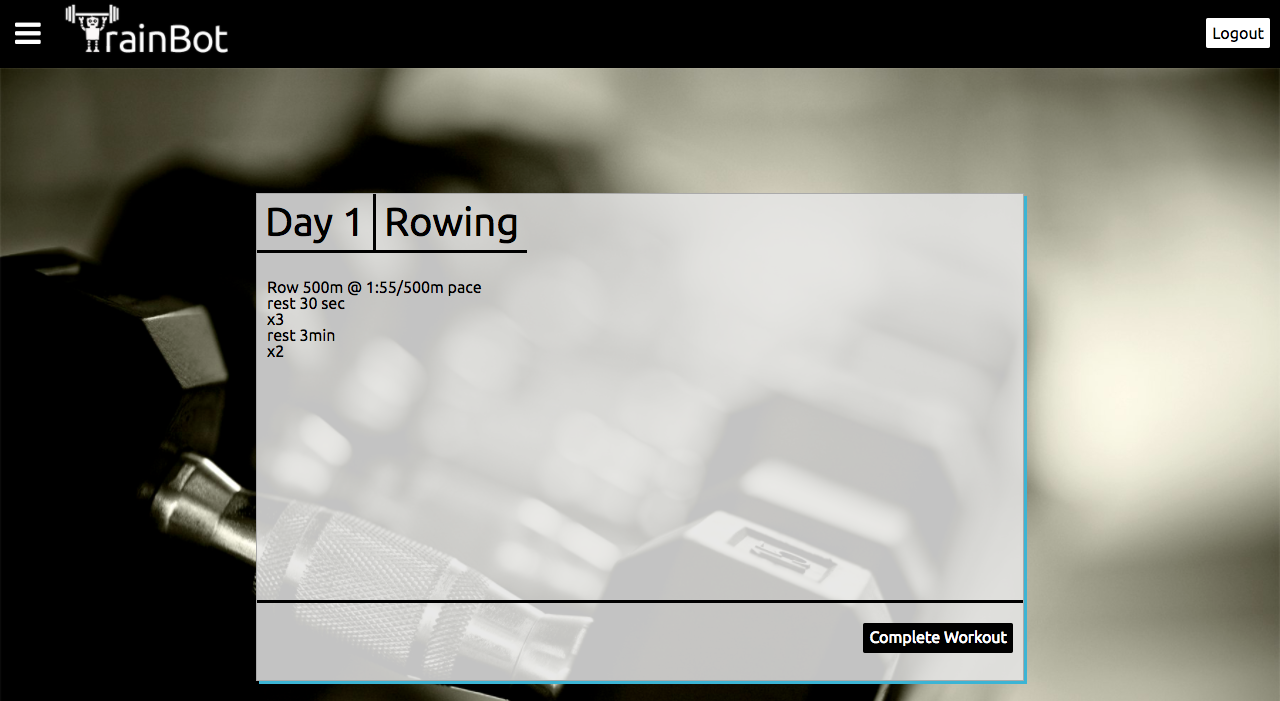 TrainBot
Logout
Day 1 Rowing
Row 500m @ 1:55/500m pace
rest 30 sec
x3
rest 3min
x2
Complete Workout